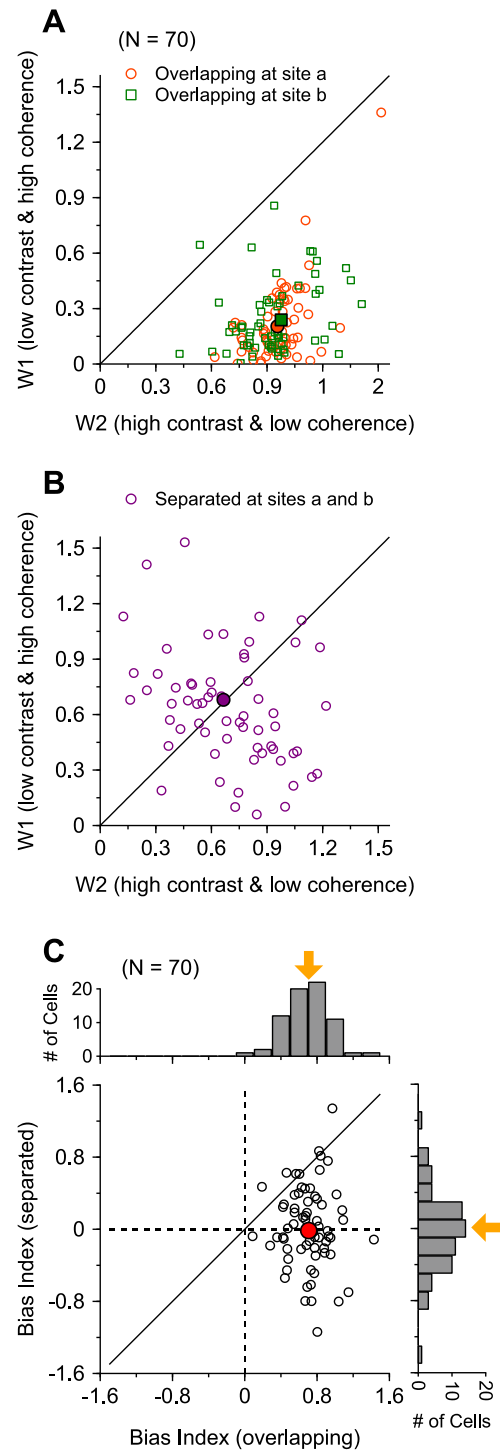 A
(N = 70)
Overlapping at site a
Overlapping at site b
W1 (low contrast & high coherence)
1.5
1.2
0.9
0.6
0.3
0
0 0.3 0.6 0.9 1 2
W2 (high contrast & low coherence)
B
Separated at sites a and b
W1 (low contrast & high coherence)
1.5
1.2
0.9
0.6
0.3
0
0 0.3 0.6 0.9 1.2 1.5
W2 (high contrast & low coherence)
C
(N = 70)
# of Cells
20
10
0
Bias Index (separated)
1.6
0.8
0
-0.8
-1.6
-1.6 -0.8 0 0.8 1.6
Bias Index (overlapping)
0 10 20
# of Cells